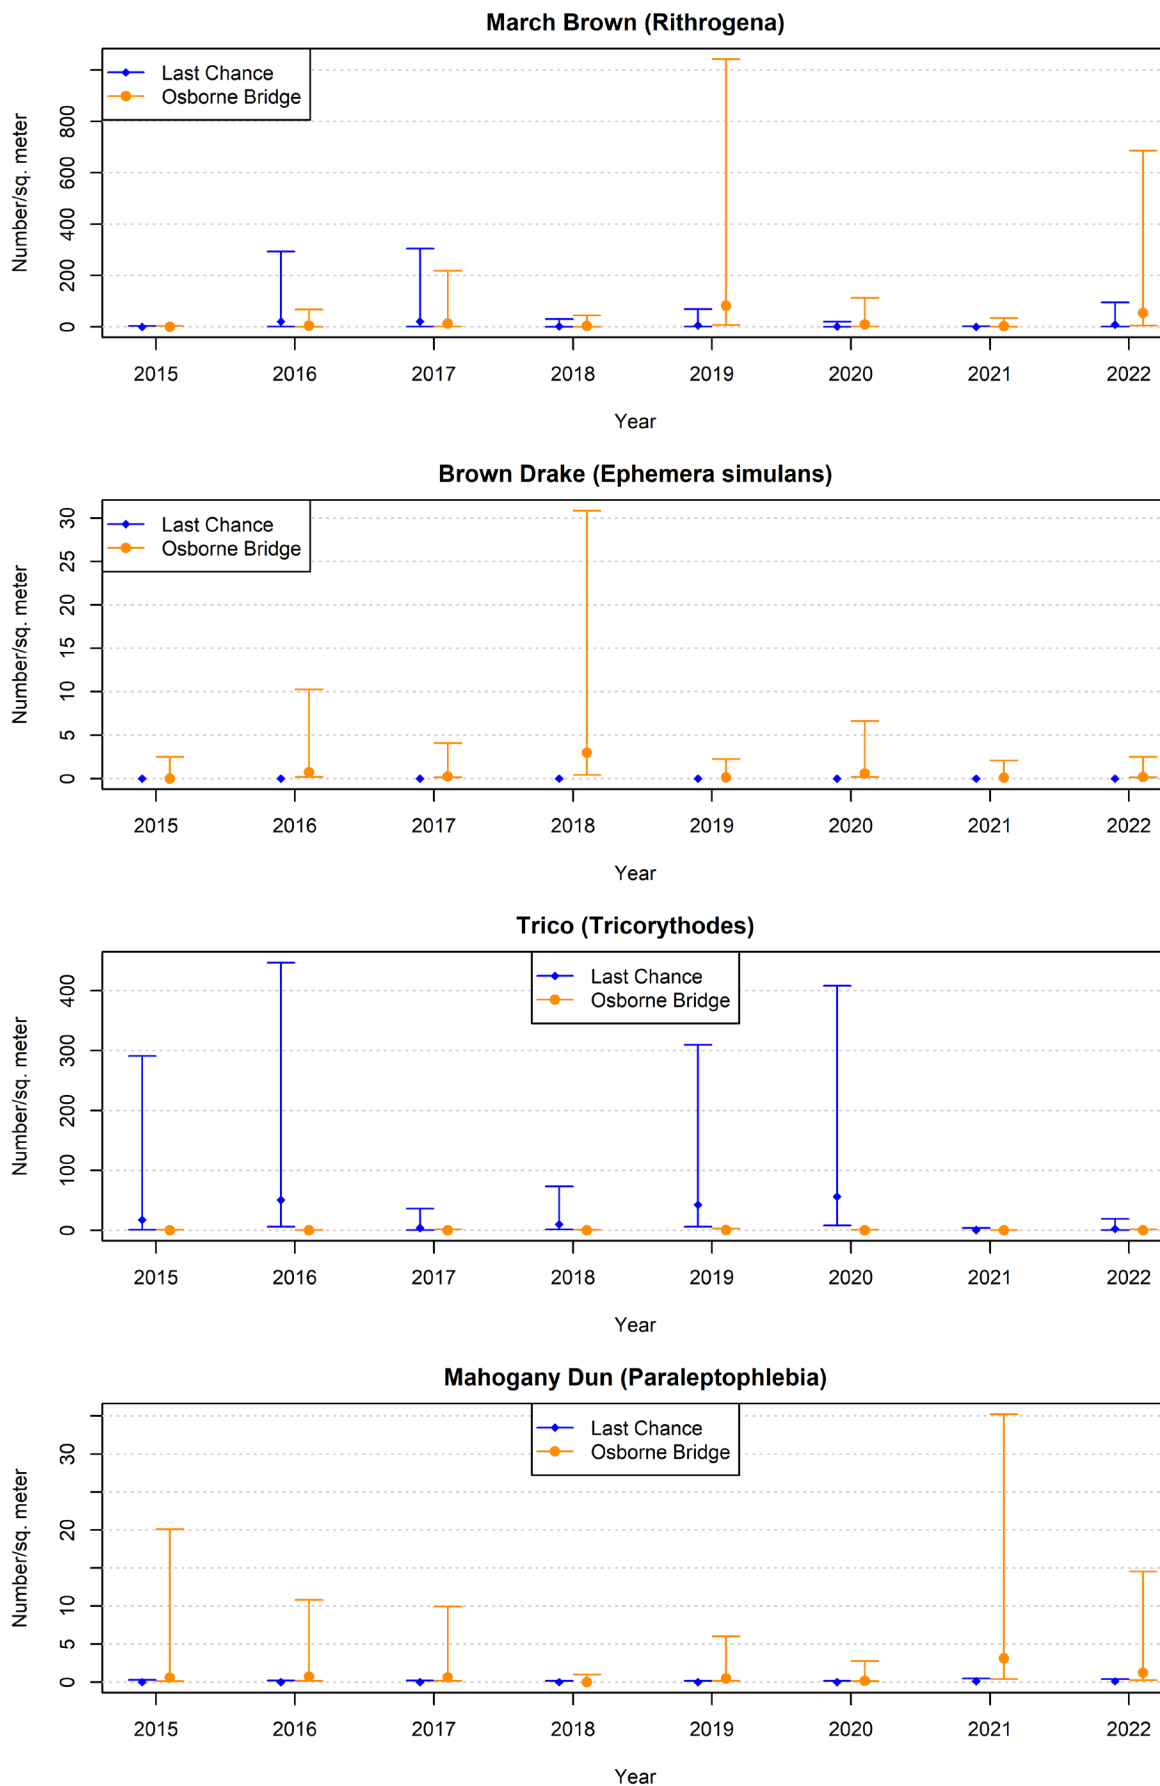 March Brown (Rithrogena)
Last Chance
Osborne Bridge
Number/sq. meter
800
600
400
200
0
2015 2016 2017 2018 2019 2020 2021 2022
Year
Brown Drake (Ephemera simulans)
Last Chance
Osborne Bridge
Number/sq. meter
30
25
20
15
10
5
0
2015 2016 2017 2018 2019 2020 2021 2022
Year
Trico (Tricorythodes)
Last Chance
Osborne Bridge
Number/sq. meter
400
300
200
100
0
2015 2016 2017 2018 2019 2020 2021 2022
Year
Mahogany Dun (Paraleptophlebia)
Last Chance
Osborne Bridge
Number/sq. meter
30
20
10
5
0
2015 2016 2017 2018 2019 2020 2021 2022
Year